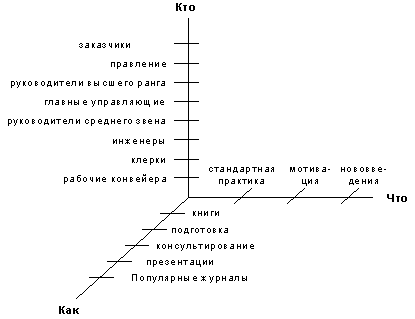 Кто
заказчики
правление
руководители высшего ранга
главные управляющие
руководители среднего звена
инженеры
клерки
рабочие конвейера
стандартная
практика
мотива-
ция
нововве-
дения
Что
книги
подготовка
консультирование
презентации
Популярные журналы
Как